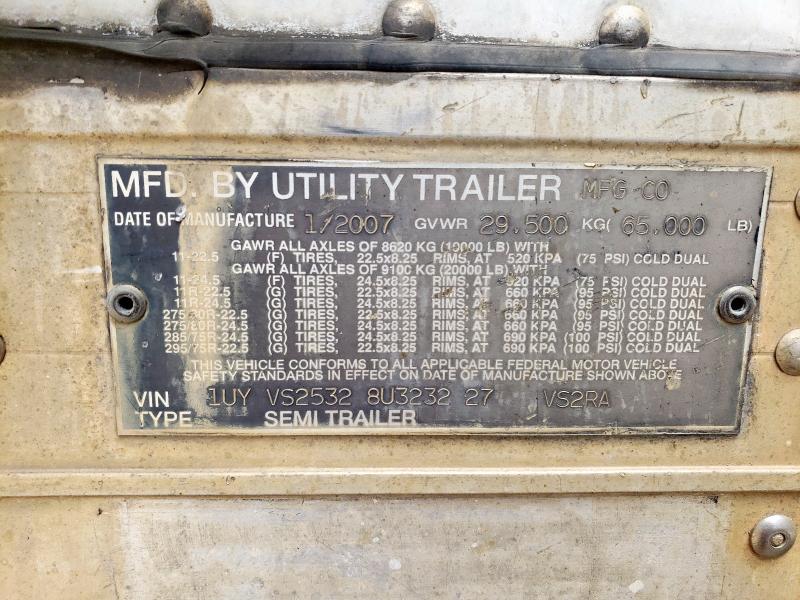 MFD. BY UTILITY TRAILER MFG CO
DATE OF MANUFACTURE 1/2007 GVWR 29,500 KG( 65,000 LB)
GAWR ALL AXLES OF 8620 KG (19000 LB) WITH
11-22.5 (F) TIRES, 22.5x8.25 RIMS, AT 520 KPA (75 PSI) COLD DUAL
GAWR ALL AXLES OF 9100 KG (20000 LB) WITH
11-24.5 (F) TIRES, 24.5x8.25 RIMS, AT 520 KPA (75 PSI) COLD DUAL
11R-22.5 (G) TIRES, 22.5x8.25 RIMS, AT 660 KPA (95 PSI) COLD DUAL
11R-24.5 (G) TIRES, 24.5x8.25 RIMS, AT 660 KPA (95 PSI) COLD DUAL
275/80R-22.5 (G) TIRES, 22.5x8.25 RIMS, AT 660 KPA (95 PSI) COLD DUAL
275/80R-24.5 (G) TIRES, 24.5x8.25 RIMS, AT 660 KPA (95 PSI) COLD DUAL
285/75R-24.5 (G) TIRES, 24.5x8.25 RIMS, AT 690 KPA (100 PSI) COLD DUAL
295/75R-22.5 (G) TIRES, 22.5x8.25 RIMS, AT 690 KPA (100 PSI) COLD DUAL
THIS VEHICLE CONFORMS TO ALL APPLICABLE FEDERAL MOTOR VEHICLE
SAFETY STANDARDS IN EFFECT ON DATE OF MANUFACTURE SHOWN ABOVE
VIN 1UY VS2532 8U3232 27 VS2RA
TYPE SEMI TRAILER